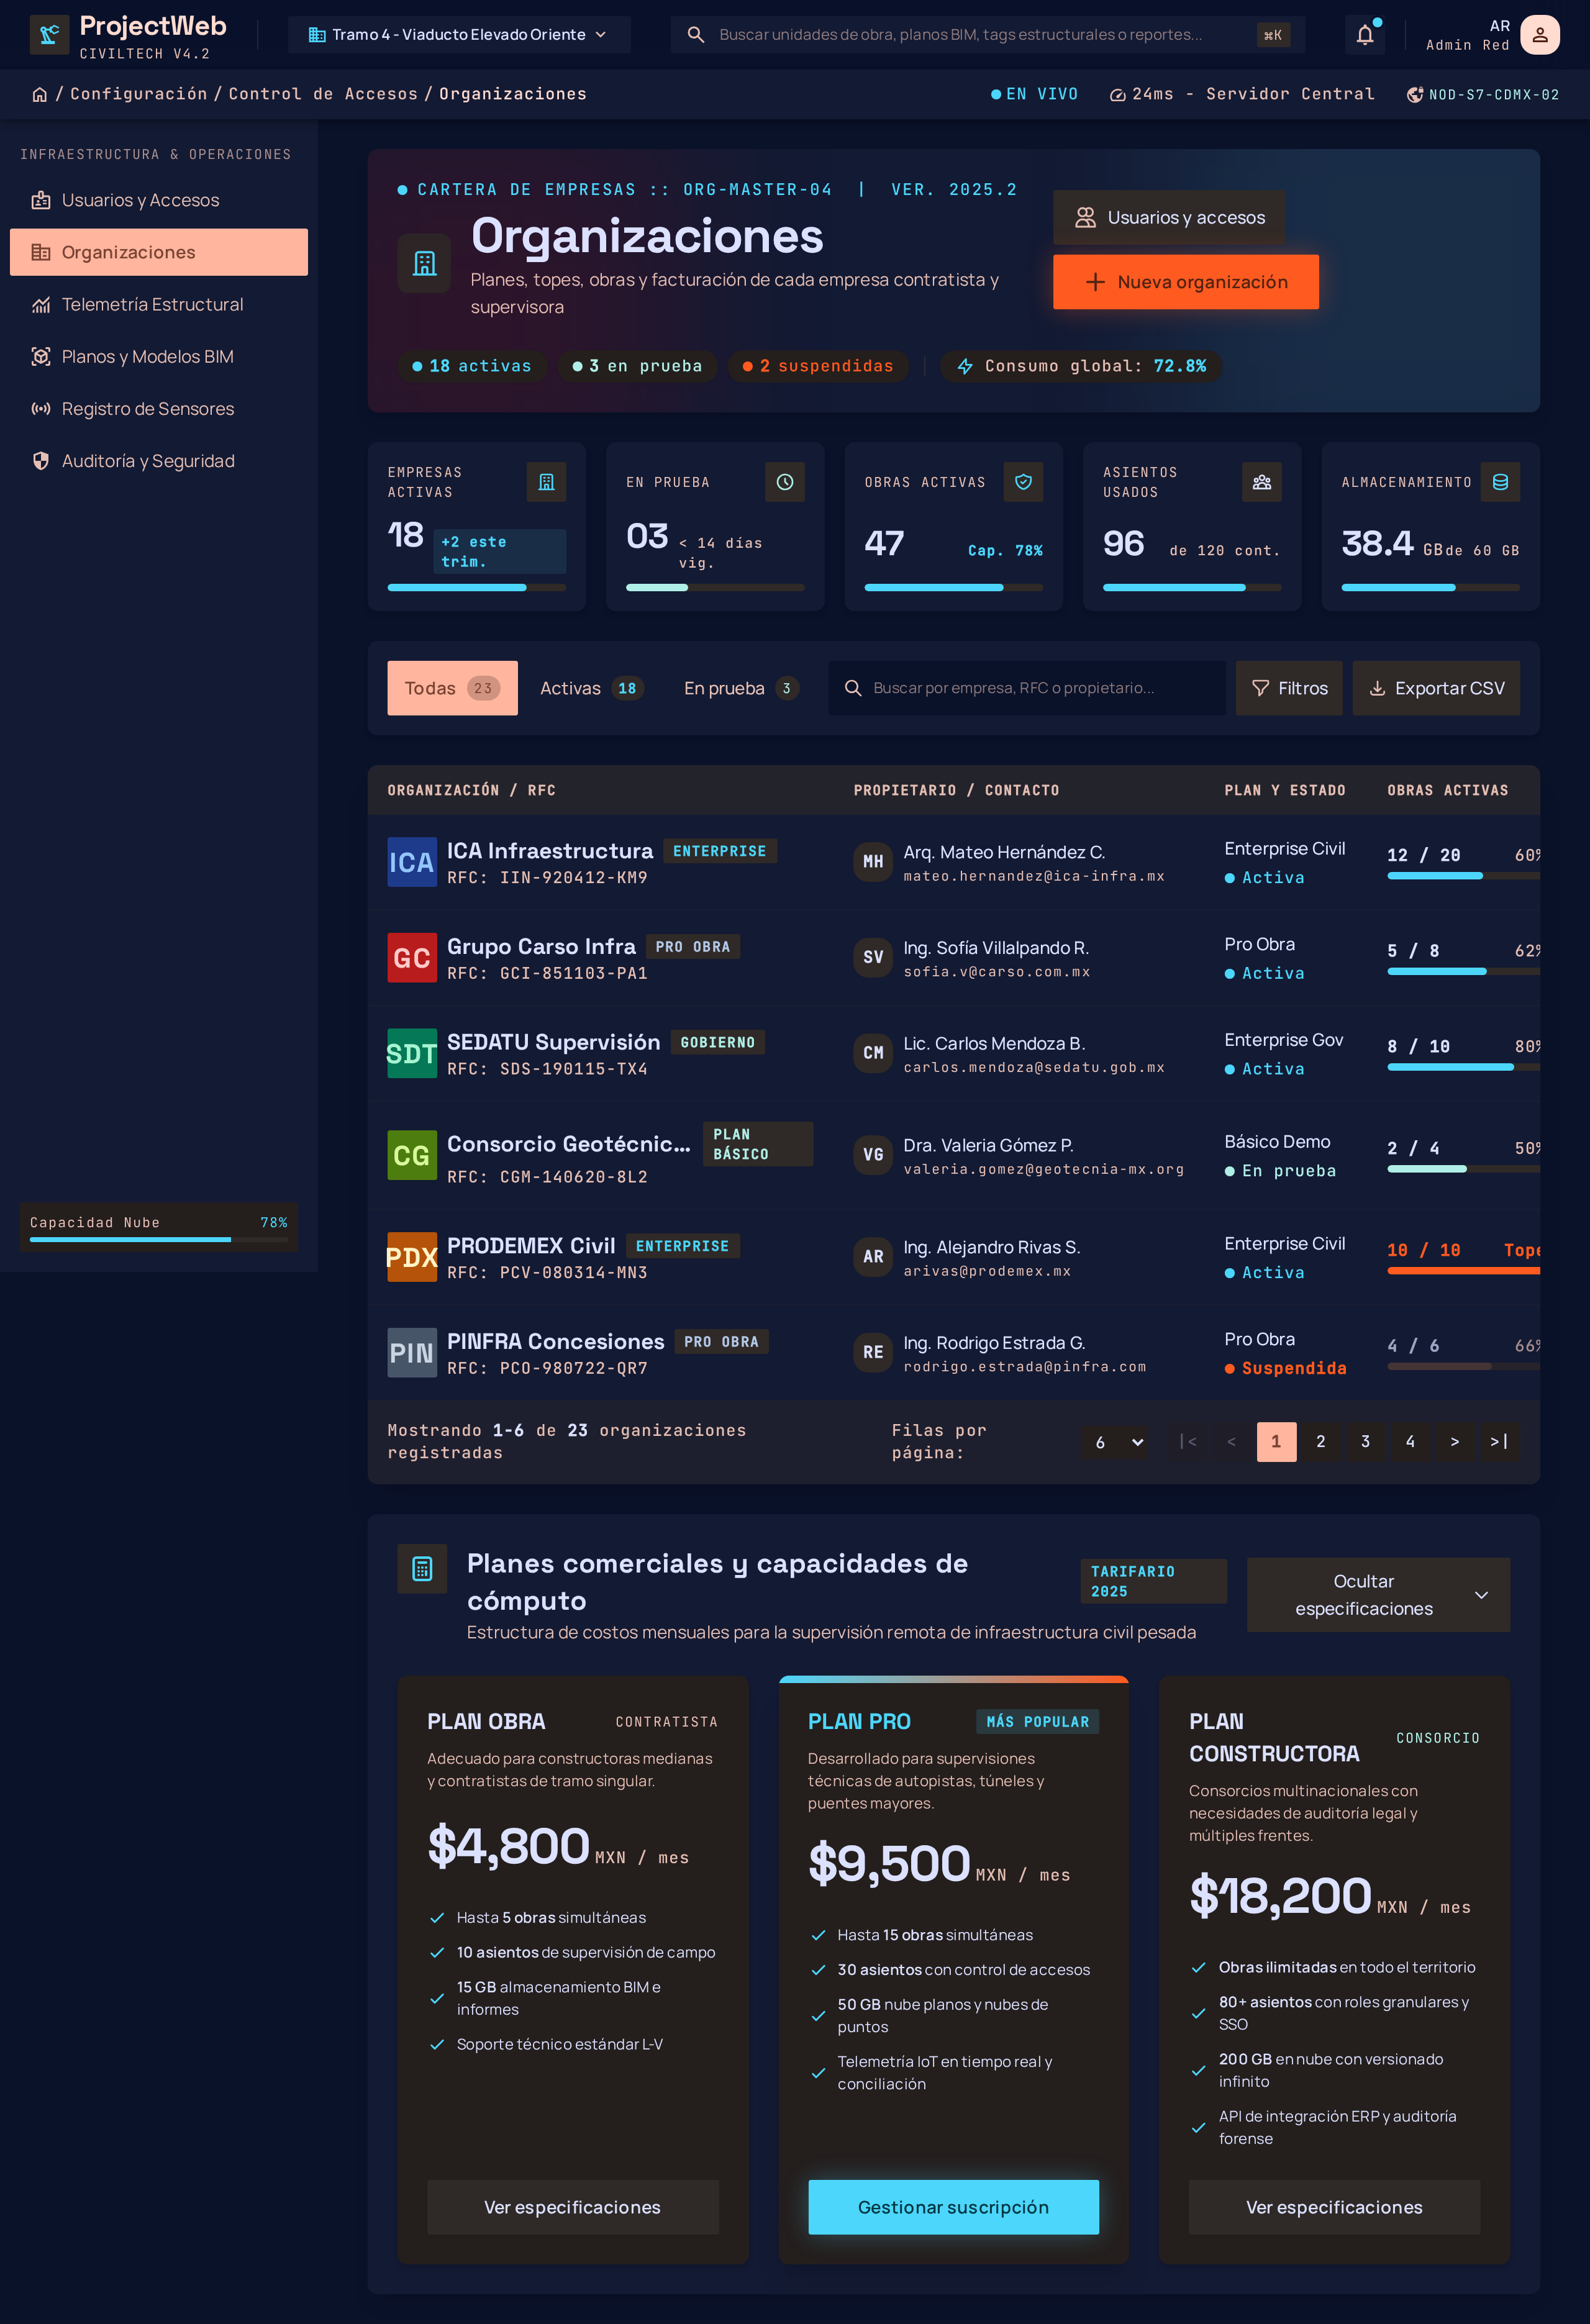 ProjectWeb
CIVILTECH V4.2
Tramo 4 - Viaducto Elevado Oriente
Buscar unidades de obra, planos BIM, tags estructurales o reportes...
⌘K
AR
Admin Red
/ Configuración / Control de Accesos / Organizaciones
EN VIVO
24ms - Servidor Central
NOD-S7-CDMX-02
INFRAESTRUCTURA & OPERACIONES
Usuarios y Accesos
Organizaciones
Telemetría Estructural
Planos y Modelos BIM
Registro de Sensores
Auditoría y Seguridad
Capacidad Nube 78%
CARTERA DE EMPRESAS :: ORG-MASTER-04 | VER. 2025.2
Organizaciones
Planes, topes, obras y facturación de cada empresa contratista y
supervisora
Usuarios y accesos
Nueva organización
18 activas
3 en prueba
2 suspendidas
Consumo global: 72.8%
EMPRESAS
ACTIVAS
18
+2 este
trim.
EN PRUEBA
03
< 14 días
vig.
OBRAS ACTIVAS
47
Cap. 78%
ASIENTOS
USADOS
96
de 120 cont.
ALMACENAMIENTO
38.4 GB
de 60 GB
Todas 23
Activas 18
En prueba 3
Buscar por empresa, RFC o propietario...
Filtros
Exportar CSV
ORGANIZACIÓN / RFC
PROPIETARIO / CONTACTO
PLAN Y ESTADO
OBRAS ACTIVAS
ICA
ICA Infraestructura
ENTERPRISE
RFC: IIN-920412-KM9
MH
Arq. Mateo Hernández C.
mateo.hernandez@ica-infra.mx
Enterprise Civil
Activa
12 / 20
60%
GC
Grupo Carso Infra
PRO OBRA
RFC: GCI-851103-PA1
SV
Ing. Sofía Villalpando R.
sofia.v@carso.com.mx
Pro Obra
Activa
5 / 8
62%
SDT
SEDATU Supervisión
GOBIERNO
RFC: SDS-190115-TX4
CM
Lic. Carlos Mendoza B.
carlos.mendoza@sedatu.gob.mx
Enterprise Gov
Activa
8 / 10
80%
CG
Consorcio Geotécnic...
PLAN
BÁSICO
RFC: CGM-140620-8L2
VG
Dra. Valeria Gómez P.
valeria.gomez@geotecnia-mx.org
Básico Demo
En prueba
2 / 4
50%
PDX
PRODEMEX Civil
ENTERPRISE
RFC: PCV-080314-MN3
AR
Ing. Alejandro Rivas S.
arivas@prodemex.mx
Enterprise Civil
Activa
10 / 10
Tope
PIN
PINFRA Concesiones
PRO OBRA
RFC: PCO-980722-QR7
RE
Ing. Rodrigo Estrada G.
rodrigo.estrada@pinfra.com
Pro Obra
Suspendida
4 / 6
66%
Mostrando 1-6 de 23 organizaciones
registradas
Filas por
página:
6
|< < 1 2 3 4 > >|
Planes comerciales y capacidades de
cómputo
TARIFARIO
2025
Ocultar
especificaciones
Estructura de costos mensuales para la supervisión remota de infraestructura civil pesada
PLAN OBRA
CONTRATISTA
Adecuado para constructoras medianas
y contratistas de tramo singular.
$4,800 MXN / mes
Hasta 5 obras simultáneas
10 asientos de supervisión de campo
15 GB almacenamiento BIM e
informes
Soporte técnico estándar L-V
Ver especificaciones
PLAN PRO
MÁS POPULAR
Desarrollado para supervisiones
técnicas de autopistas, túneles y
puentes mayores.
$9,500 MXN / mes
Hasta 15 obras simultáneas
30 asientos con control de accesos
50 GB nube planos y nubes de
puntos
Telemetría IoT en tiempo real y
conciliación
Gestionar suscripción
PLAN
CONSTRUCTORA
CONSORCIO
Consorcios multinacionales con
necesidades de auditoría legal y
múltiples frentes.
$18,200 MXN / mes
Obras ilimitadas en todo el territorio
80+ asientos con roles granulares y
SSO
200 GB en nube con versionado
infinito
API de integración ERP y auditoría
forense
Ver especificaciones